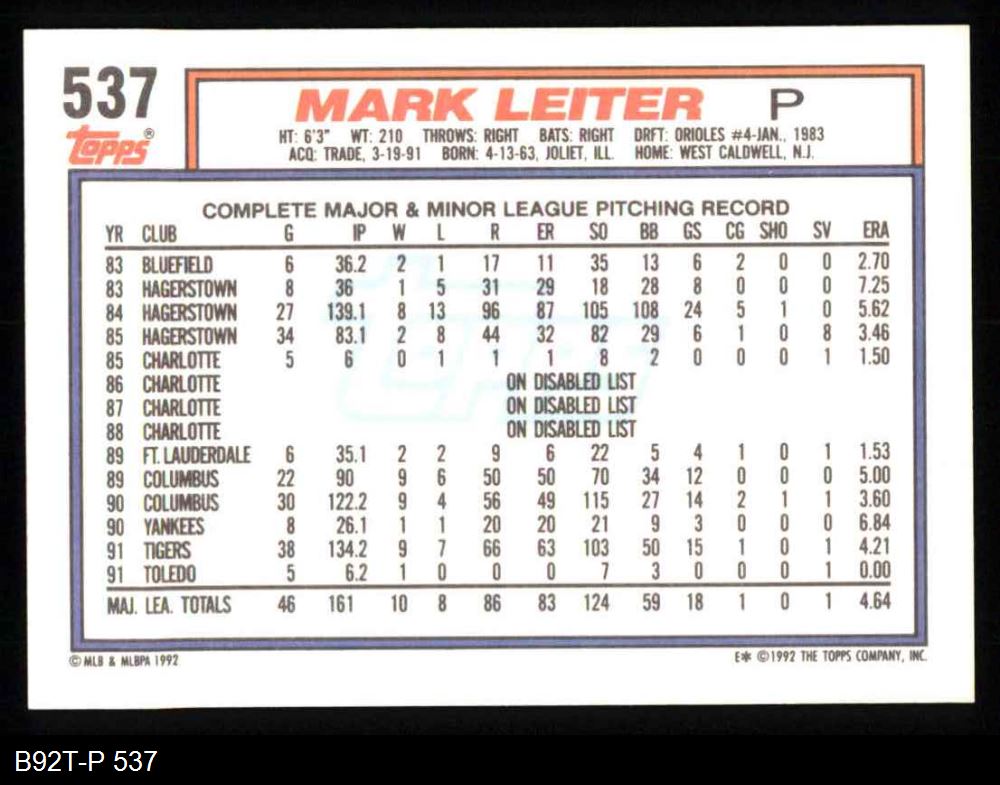 537 MARK LEITER P
Topps®
HT: 6'3" WT: 210 THROWS: RIGHT BATS: RIGHT DRFT: ORIOLES #4-JAN., 1983
ACQ: TRADE, 3-19-91 BORN: 4-13-63, JOLIET, ILL. HOME: WEST CALDWELL, N.J.
COMPLETE MAJOR & MINOR LEAGUE PITCHING RECORD
YR CLUB G IP W L R ER SO BB GS CG SHO SV ERA
83 BLUEFIELD 6 36.2 2 1 17 11 35 13 6 2 0 0 2.70
83 HAGERSTOWN 8 36 1 5 31 29 18 28 8 0 0 0 7.25
84 HAGERSTOWN 27 139.1 8 13 96 87 105 108 24 5 1 0 5.62
85 HAGERSTOWN 34 83.1 2 8 44 32 82 29 6 1 0 8 3.46
85 CHARLOTTE 5 6 0 1 1 1 8 2 0 0 0 1 1.50
86 CHARLOTTE ON DISABLED LIST
87 CHARLOTTE ON DISABLED LIST
88 CHARLOTTE ON DISABLED LIST
89 FT. LAUDERDALE 6 35.1 2 2 9 6 22 5 4 1 0 1 1.53
89 COLUMBUS 22 90 9 6 50 50 70 34 12 0 0 0 5.00
90 COLUMBUS 30 122.2 9 4 56 49 115 27 14 2 1 1 3.60
90 YANKEES 8 26.1 1 1 20 20 21 9 3 0 0 0 6.84
91 TIGERS 38 134.2 9 7 66 63 103 50 15 1 0 1 4.21
91 TOLEDO 5 6.2 1 0 0 0 7 3 0 0 0 1 0.00
MAJ. LEA. TOTALS 46 161 10 8 86 83 124 59 18 1 0 1 4.64
© MLB & MLBPA 1992 E* ©1992 THE TOPPS COMPANY, INC.
B92T-P 537